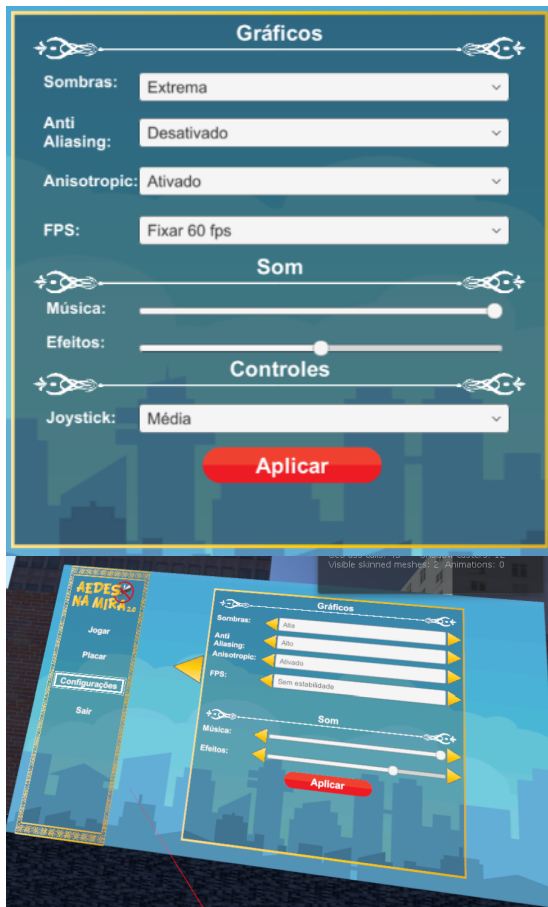 Gráficos
Sombras: Extrema
Anti
Aliasing: Desativado
Anisotropic: Ativado
FPS: Fixar 60 fps
Som
Música:
Efeitos:
Controles
Joystick: Média
Aplicar
Visible skinned meshes: 2 Animations: 0
AEDES
NA MIRA 2.0
Jogar
Placar
Configurações
Sair
Gráficos
Sombras: Alta
Anti
Aliasing: Alto
Anisotropic: Ativado
FPS: Sem estabilidade
Som
Música:
Efeitos:
Aplicar